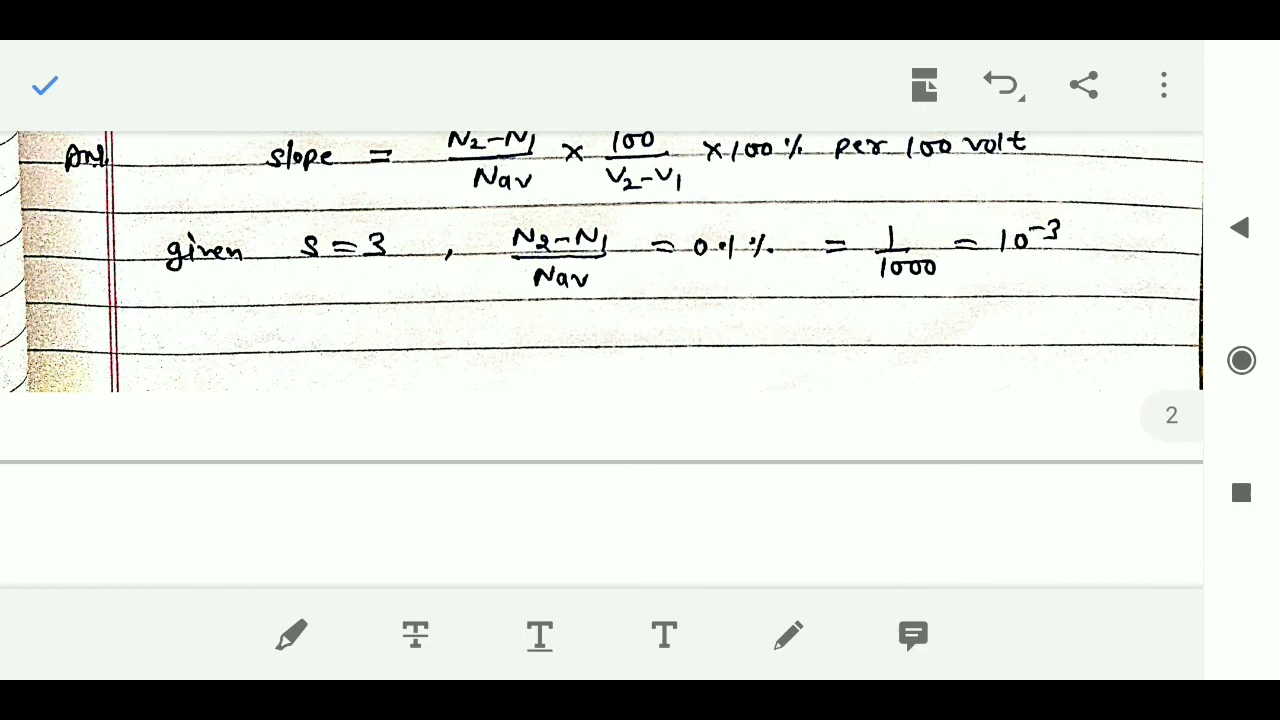 Ans slope = N₂-N₁/Nav × 100/V₂-V₁ ×100% per 100 volt
given S=3 , N₂-N₁/Nav = 0.1% = 1/1000 = 10⁻³
2
T T T